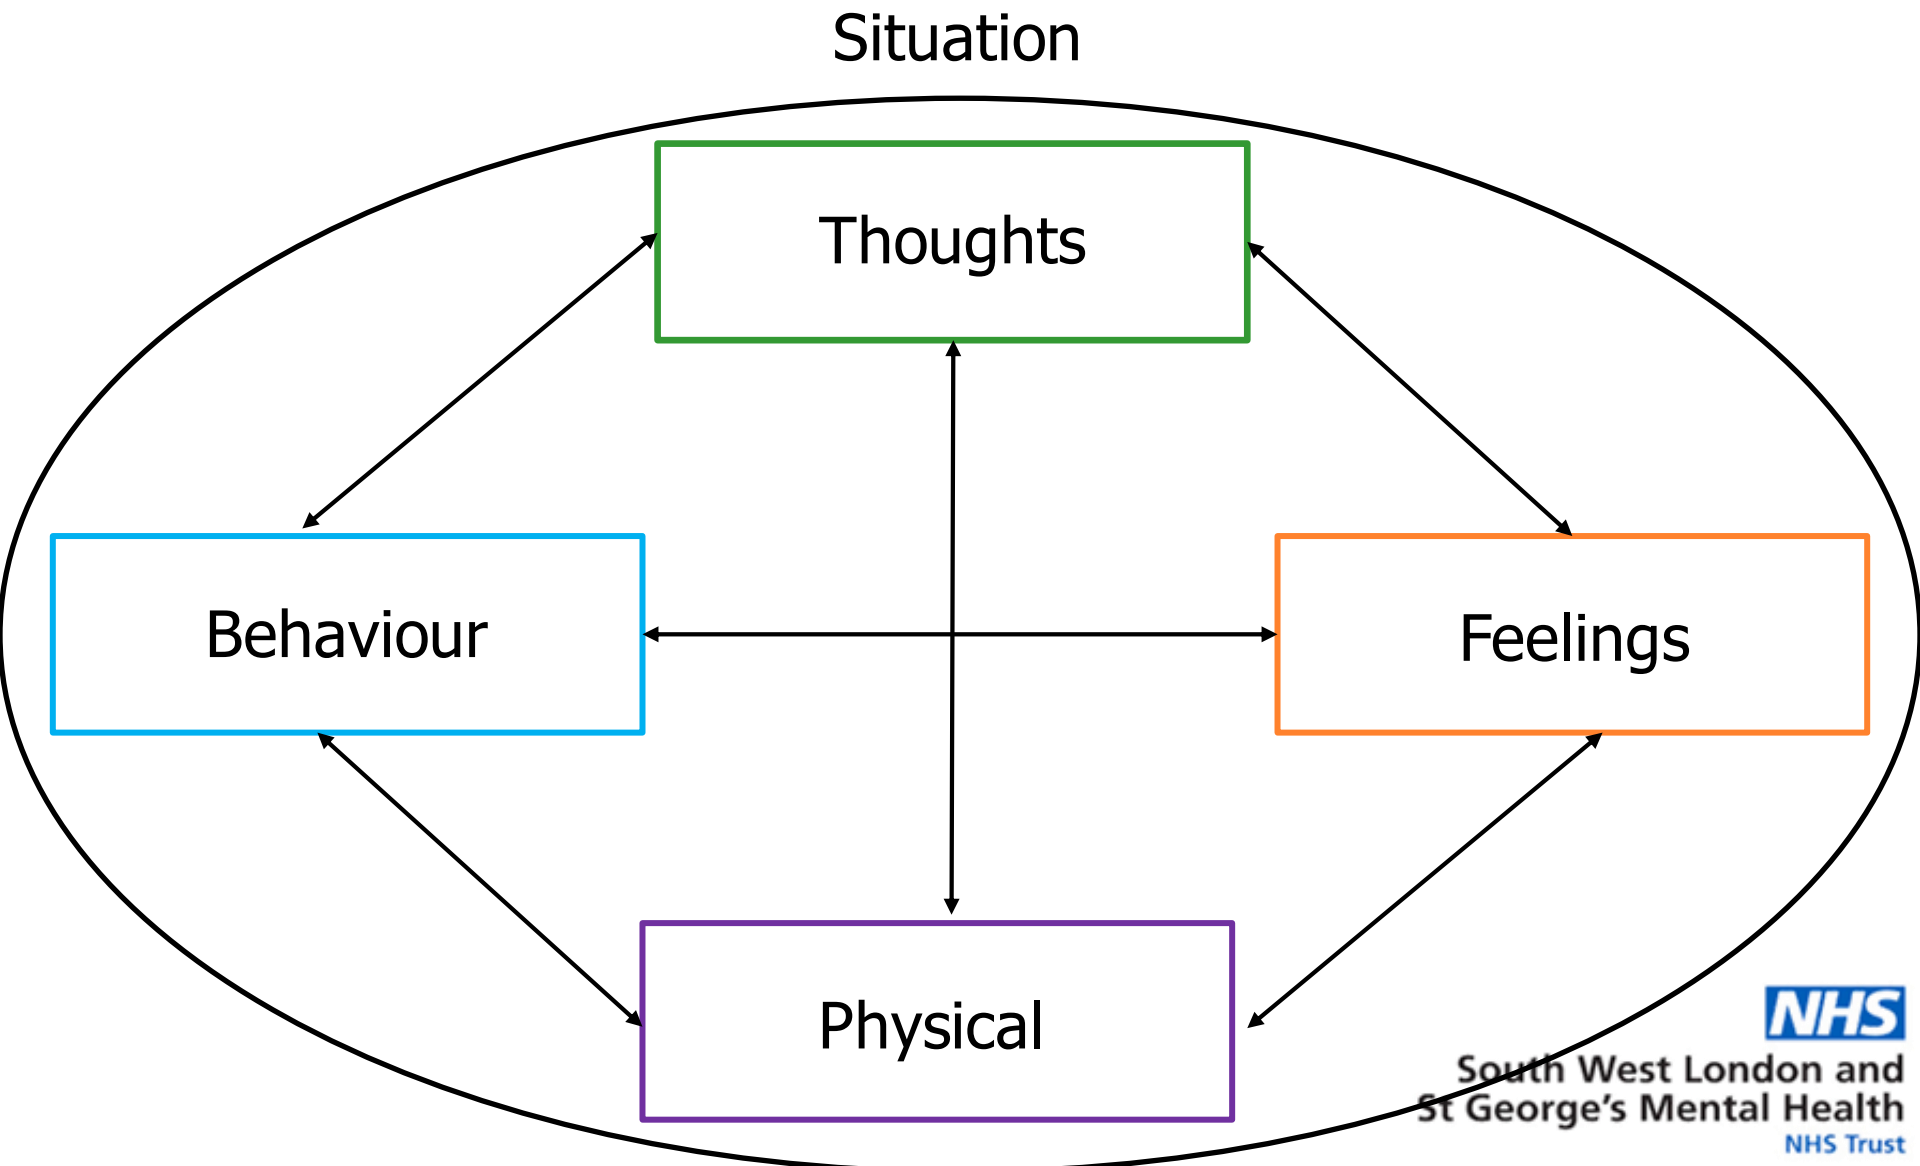 Situation
Thoughts
Behaviour
Feelings
Physical
NHS
South West London and
St George's Mental Health
NHS Trust